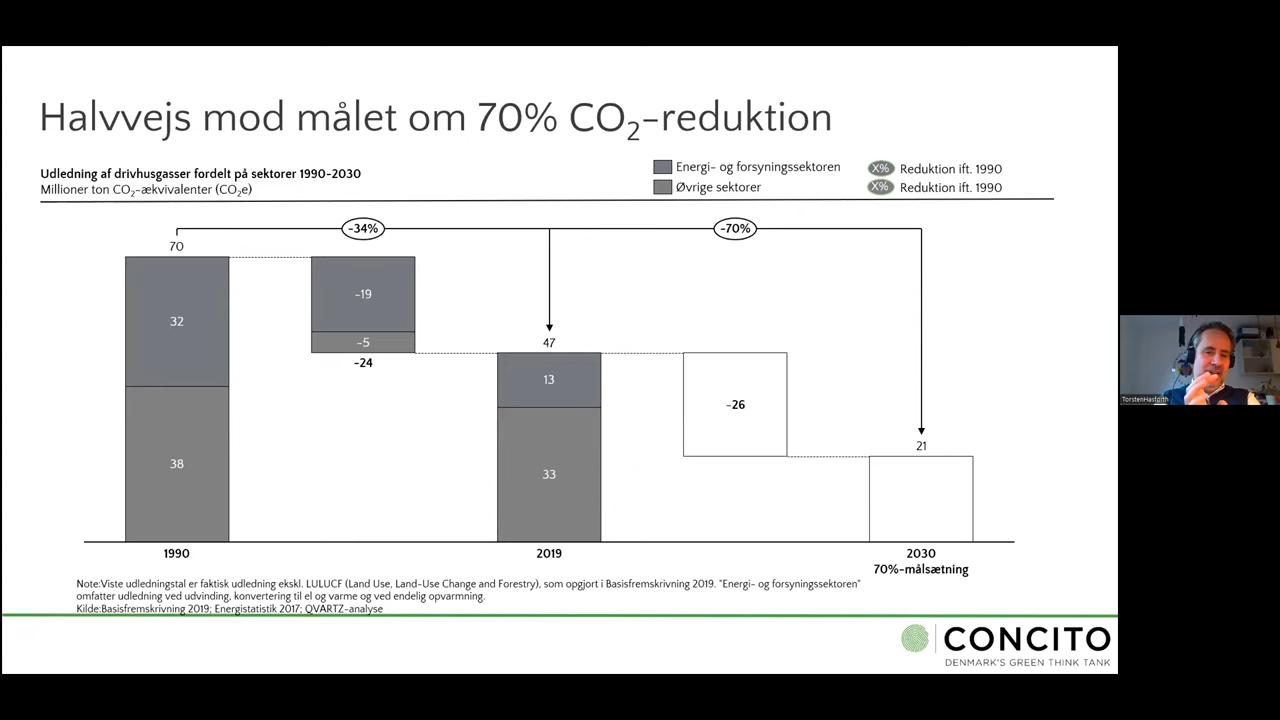 Halvvejs mod målet om 70% CO₂-reduktion
Udledning af drivhusgasser fordelt på sektorer 1990-2030
Millioner ton CO₂-ækvivalenter (CO₂e)
Energi- og forsyningssektoren
Øvrige sektorer
X% Reduktion ift. 1990
X% Reduktion ift. 1990
-34%
-70%
70
32
38
-19
-5
-24
47
13
33
-26
21
1990
2019
2030
70%-målsætning
Note:Viste udledningstal er faktisk udledning ekskl. LULUCF (Land Use, Land-Use Change and Forestry), som opgjort i Basisfremskrivning 2019. "Energi- og forsyningssektoren"
omfatter udledning ved udvinding, konvertering til el og varme og ved endelig opvarmning.
Kilde:Basisfremskrivning 2019; Energistatistik 2017; QVARTZ-analyse
CONCITO
DENMARK'S GREEN THINK TANK
TorstenHasforth